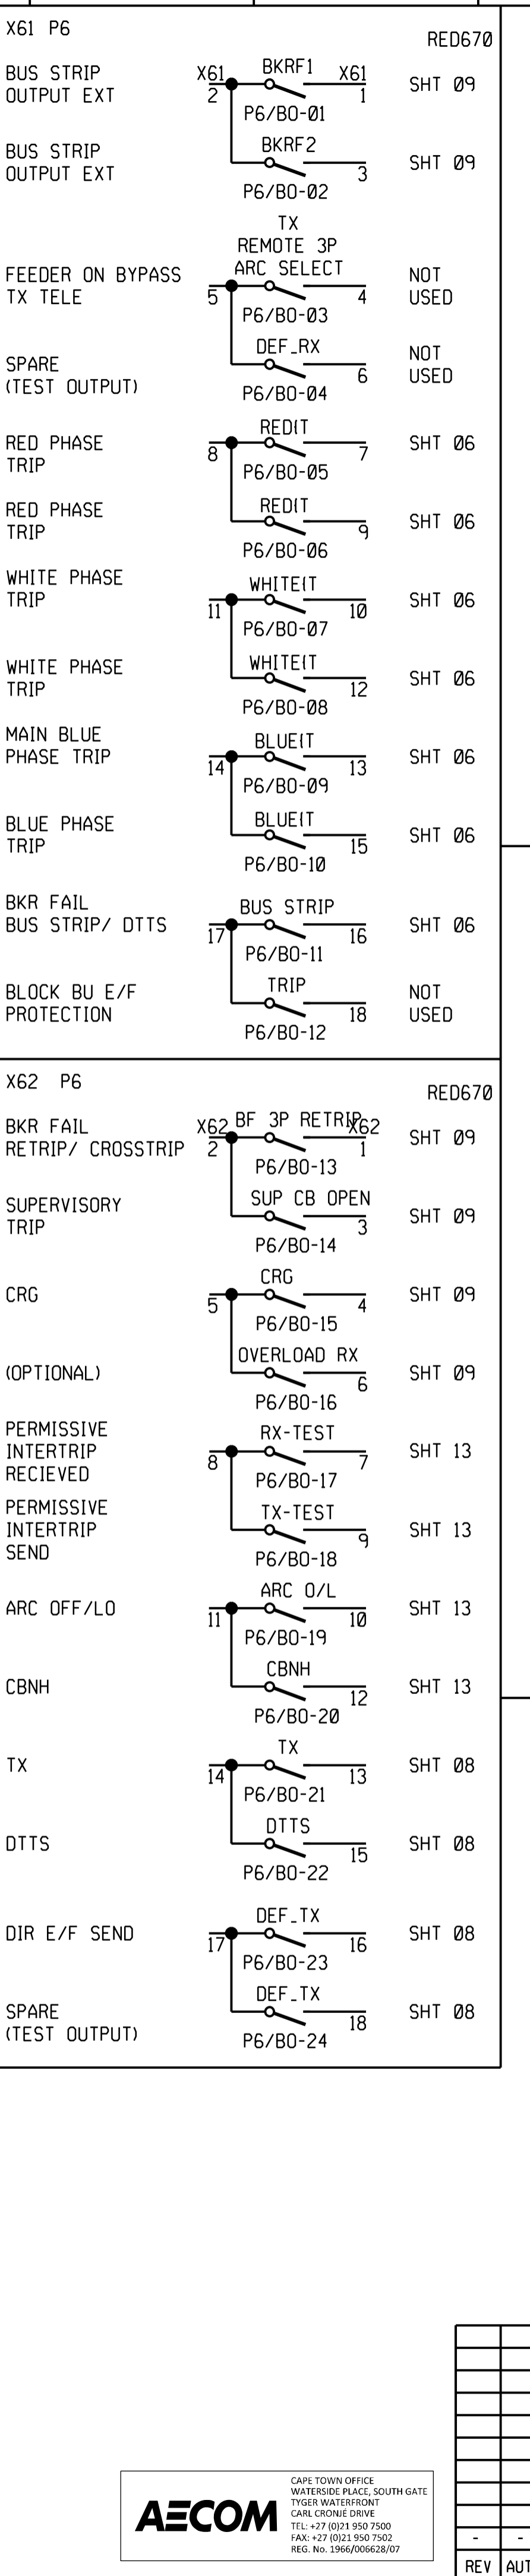 X61 P6
RED670
BUS STRIP
OUTPUT EXT
X61
2
BKRF1
P6/BO-01
X61
1
SHT 09
BUS STRIP
OUTPUT EXT
BKRF2
P6/BO-02
3
SHT 09
FEEDER ON BYPASS
TX TELE
5
TX
REMOTE 3P
ARC SELECT
P6/BO-03
4
NOT
USED
SPARE
(TEST OUTPUT)
DEF_RX
P6/BO-04
6
NOT
USED
RED PHASE
TRIP
8
RED{T
P6/BO-05
7
SHT 06
RED PHASE
TRIP
RED{T
P6/BO-06
9
SHT 06
WHITE PHASE
TRIP
11
WHITE{T
P6/BO-07
10
SHT 06
WHITE PHASE
TRIP
WHITE{T
P6/BO-08
12
SHT 06
MAIN BLUE
PHASE TRIP
14
BLUE{T
P6/BO-09
13
SHT 06
BLUE PHASE
TRIP
BLUE{T
P6/BO-10
15
SHT 06
BKR FAIL
BUS STRIP/ DTTS
17
BUS STRIP
P6/BO-11
16
SHT 06
BLOCK BU E/F
PROTECTION
TRIP
P6/BO-12
18
NOT
USED
X62 P6
RED670
BKR FAIL
RETRIP/ CROSSTRIP
X62
2
BF 3P RETRIP
P6/BO-13
X62
1
SHT 09
SUPERVISORY
TRIP
SUP CB OPEN
P6/BO-14
3
SHT 09
CRG
5
CRG
P6/BO-15
4
SHT 09
(OPTIONAL)
OVERLOAD RX
P6/BO-16
6
SHT 09
PERMISSIVE
INTERTRIP
RECIEVED
8
RX-TEST
P6/BO-17
7
SHT 13
PERMISSIVE
INTERTRIP
SEND
TX-TEST
P6/BO-18
9
SHT 13
ARC OFF/LO
11
ARC O/L
P6/BO-19
10
SHT 13
CBNH
CBNH
P6/BO-20
12
SHT 13
TX
14
TX
P6/BO-21
13
SHT 08
DTTS
DTTS
P6/BO-22
15
SHT 08
DIR E/F SEND
17
DEF_TX
P6/BO-23
16
SHT 08
SPARE
(TEST OUTPUT)
DEF_TX
P6/BO-24
18
SHT 08
AECOM
CAPE TOWN OFFICE
WATERSIDE PLACE, SOUTH GATE
TYGER WATERFRONT
CARL CRONJÉ DRIVE
TEL: +27 (0)21 950 7500
FAX: +27 (0)21 950 7502
REG. No. 1966/006628/07
- -
REV AUT